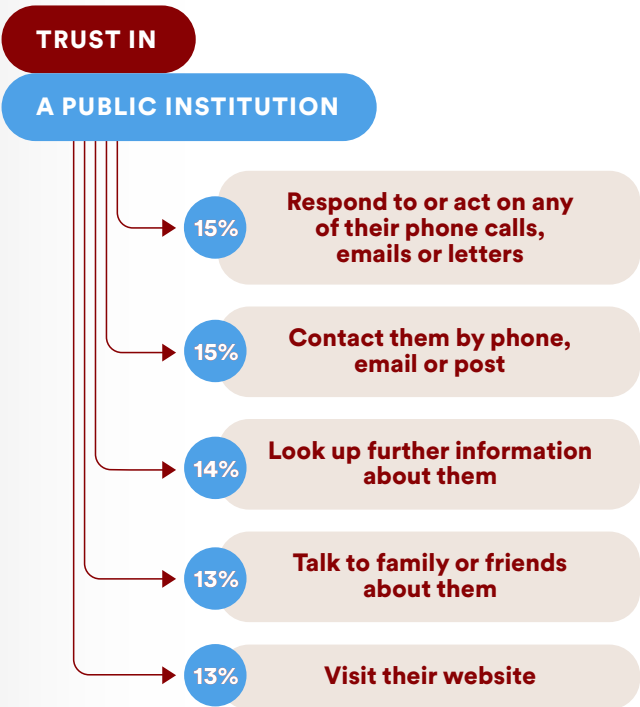 TRUST IN
A PUBLIC INSTITUTION
15%
Respond to or act on any
of their phone calls,
emails or letters
15%
Contact them by phone,
email or post
14%
Look up further information
about them
13%
Talk to family or friends
about them
13%
Visit their website